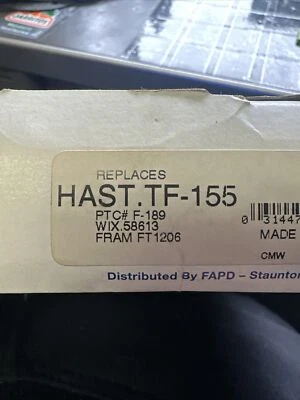 REPLACES
HAST.TF-155
PTC# F-189
WIX.58613
FRAM FT1206
0 31447
MADE
CMW
Distributed By FAPD – Staunton